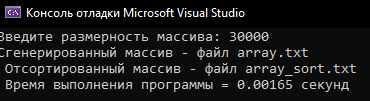 Консоль отладки Microsoft Visual Studio
Введите размерность массива: 30000
Сгенерированный массив - файл array.txt
Отсортированный массив - файл array_sort.txt
Время выполнения программы = 0.00165 секунд